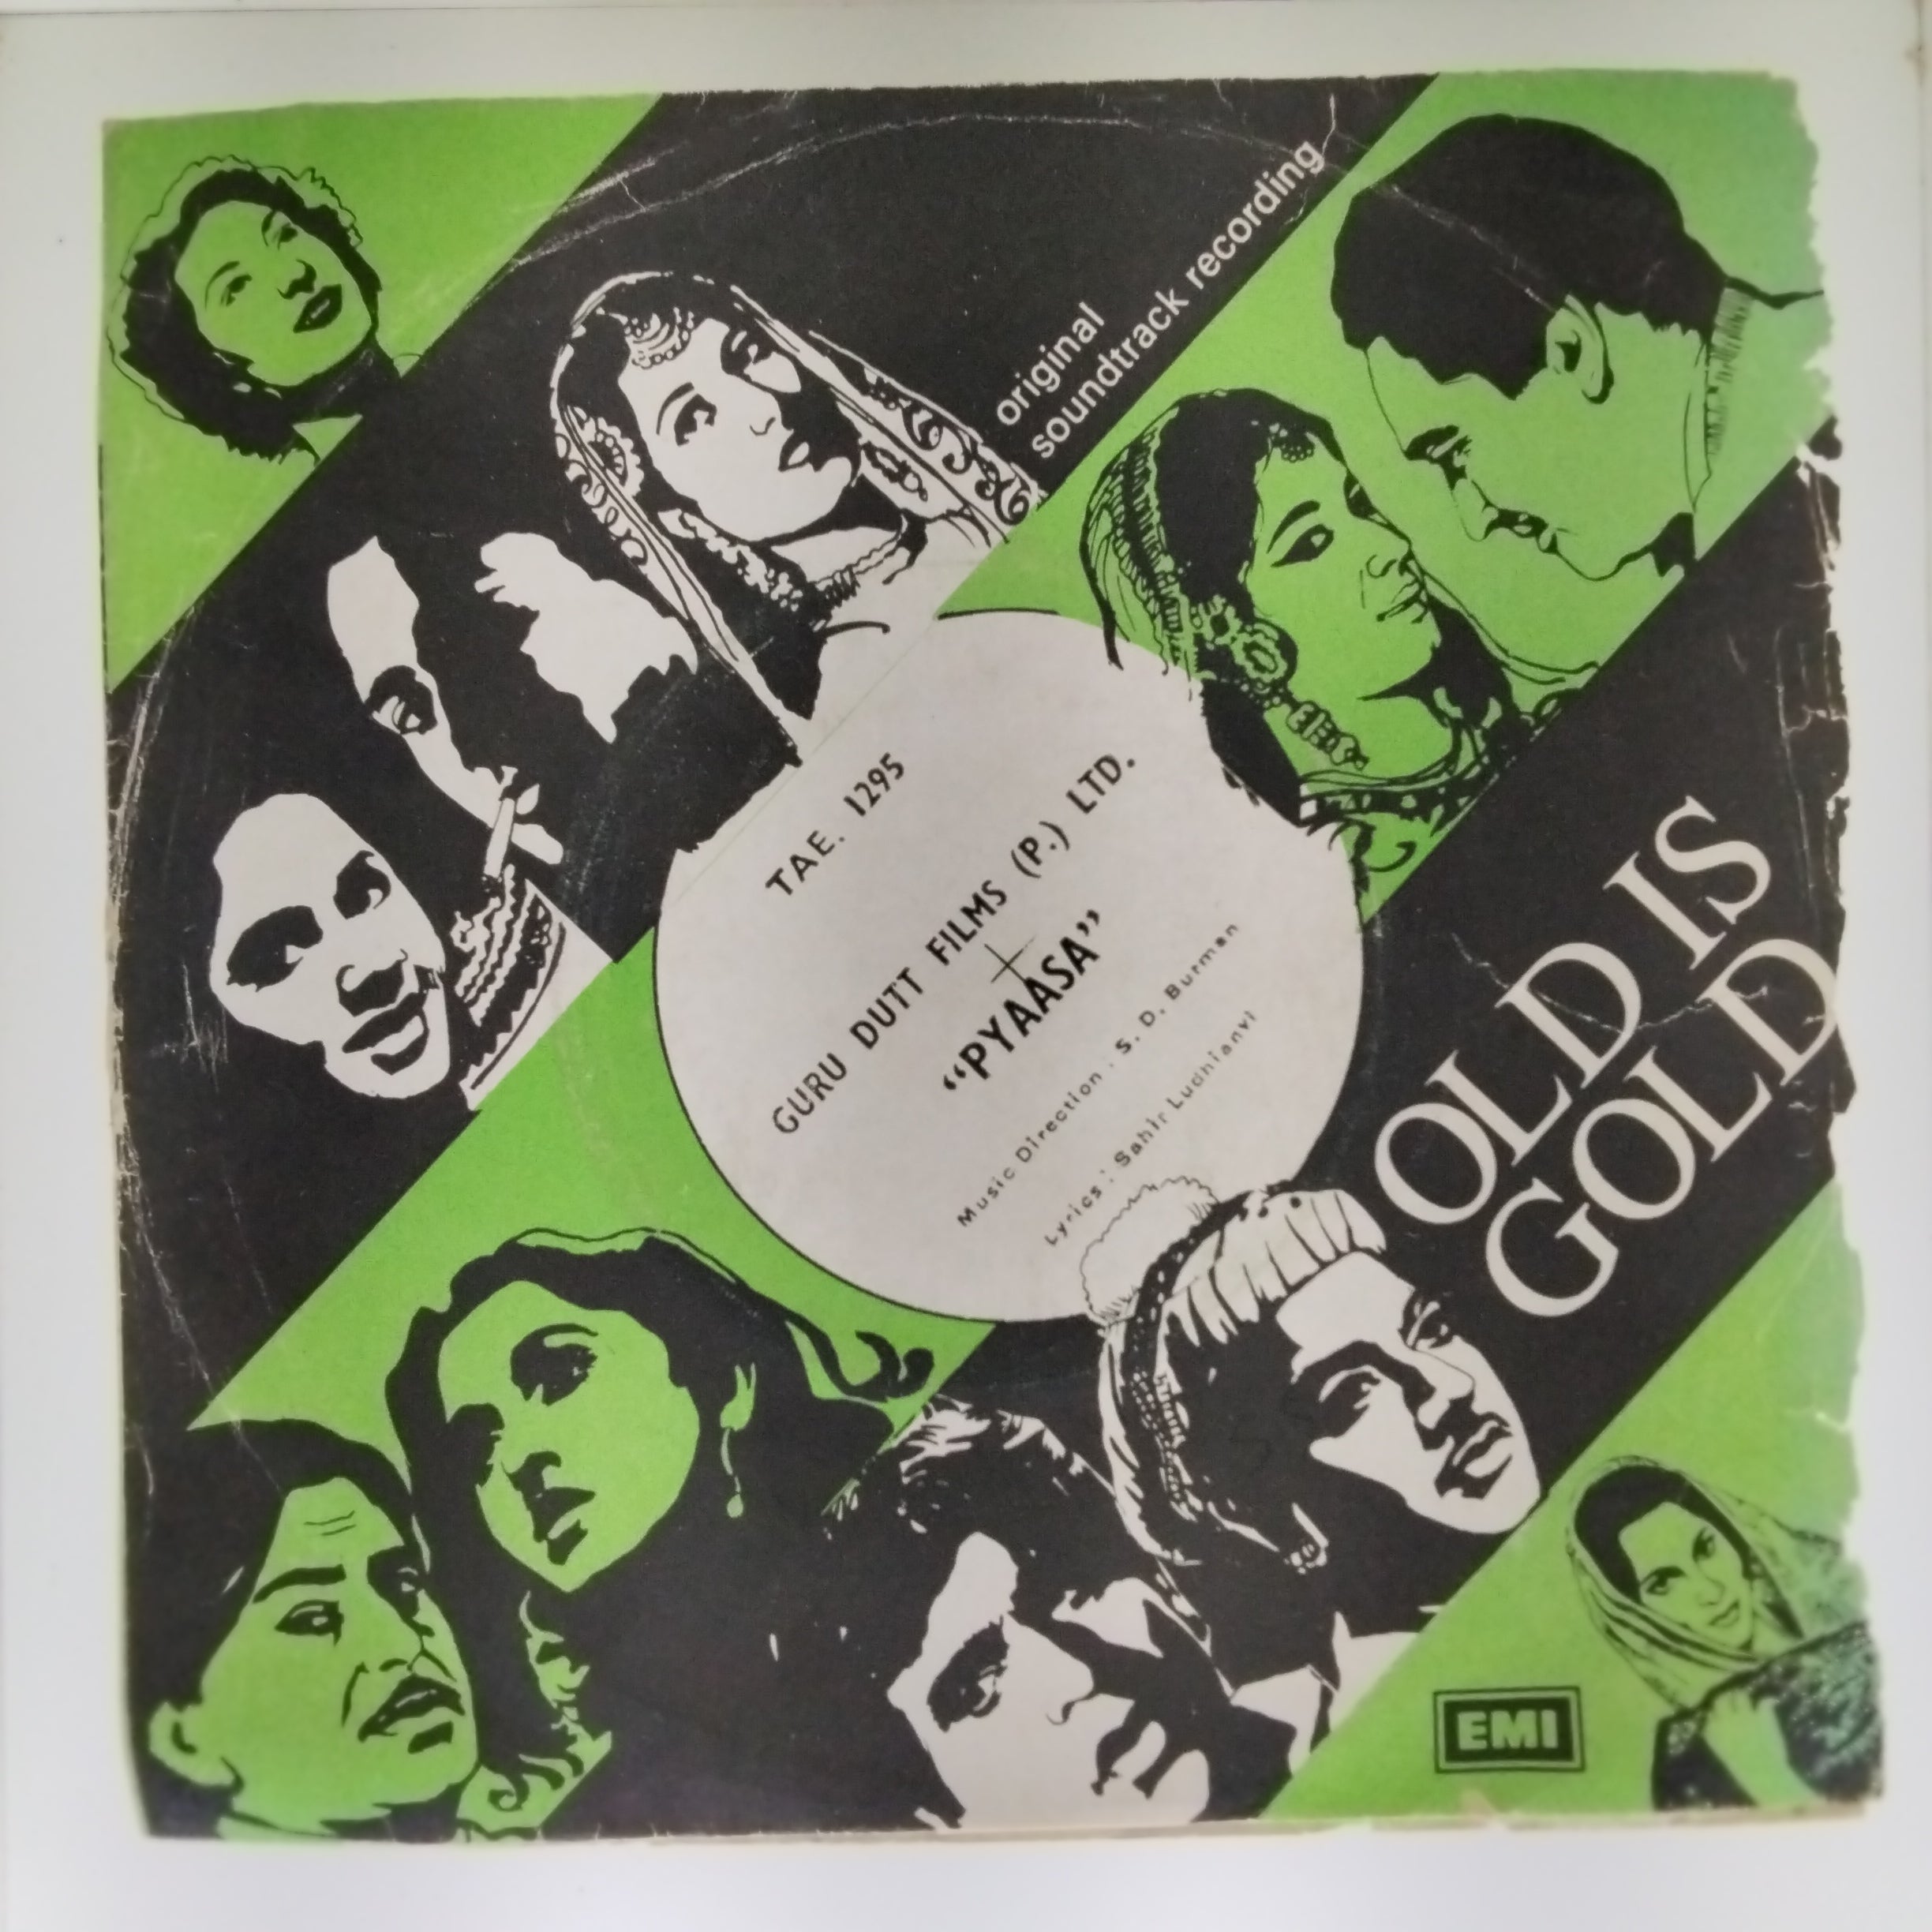 original
soundtrack recording
TAE. 1295
GURU DUTT FILMS (P.) LTD.
“PYAASA”
Music Direction : S. D. Burman
Lyrics : Sahir Ludhianvi
OLD IS
GOLD
EMI